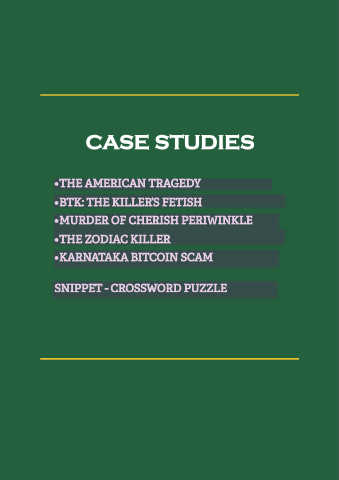 CASE STUDIES
•THE AMERICAN TRAGEDY
•BTK: THE KILLER'S FETISH
•MURDER OF CHERISH PERIWINKLE
•THE ZODIAC KILLER
•KARNATAKA BITCOIN SCAM
SNIPPET - CROSSWORD PUZZLE